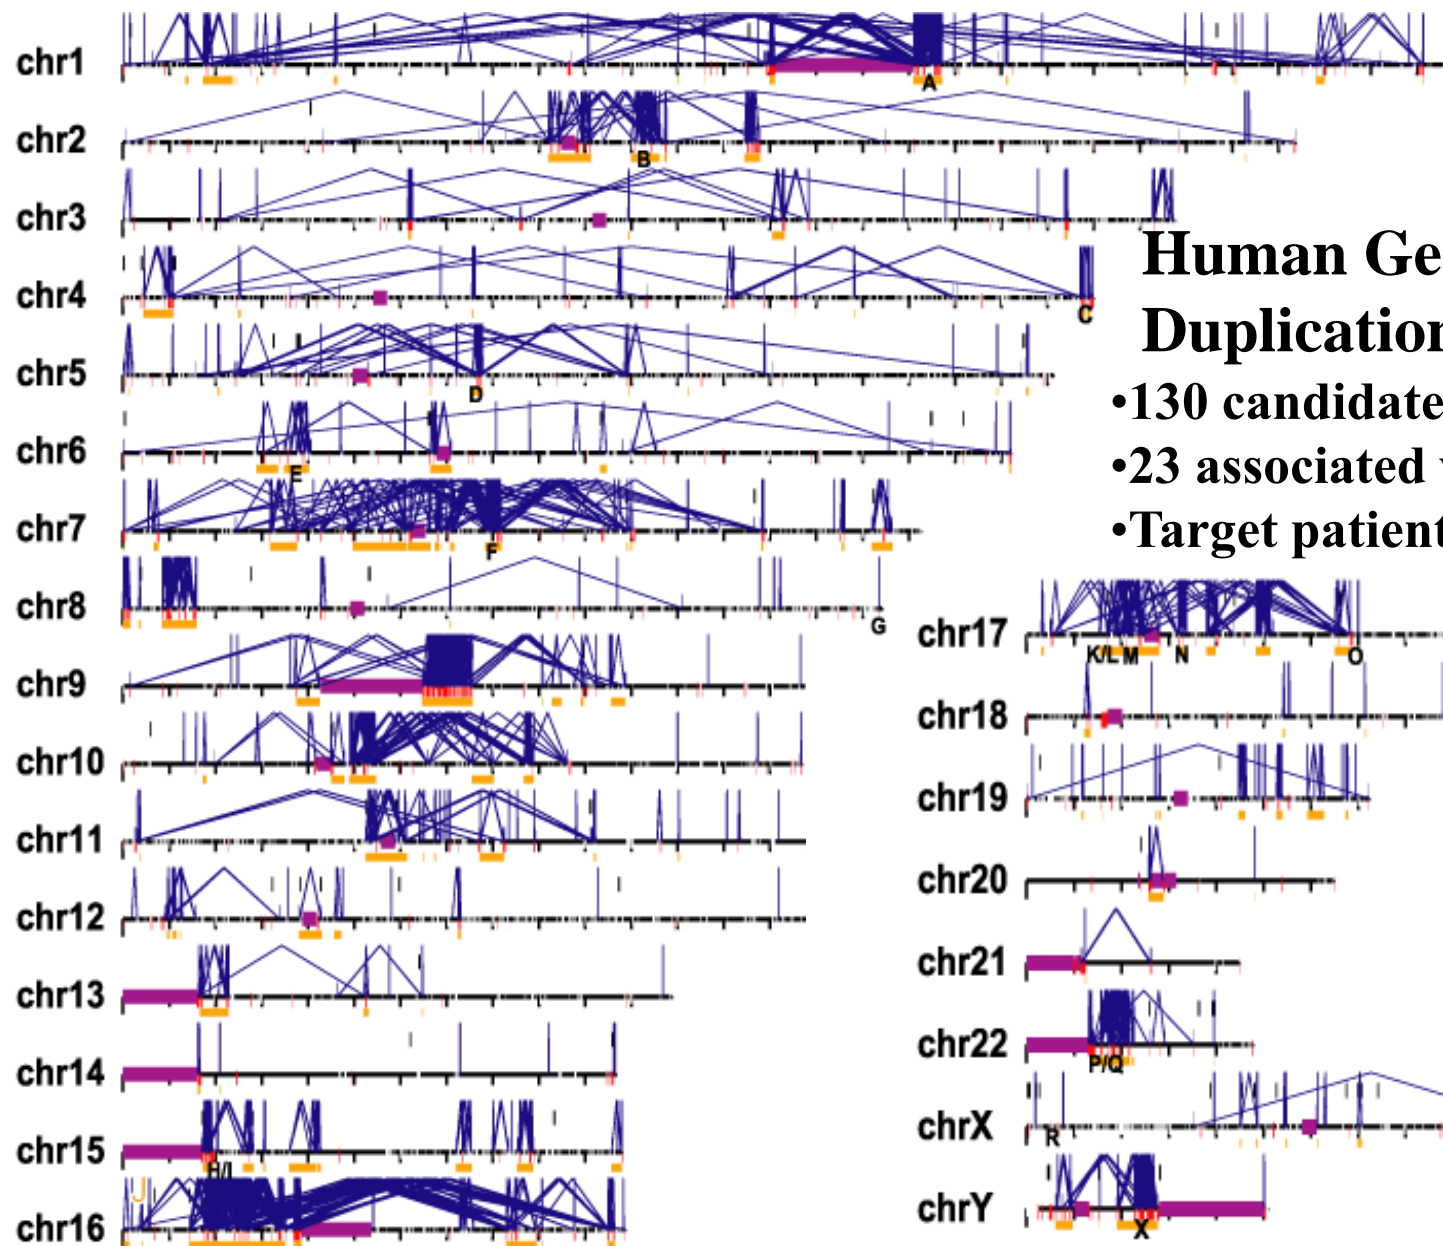 chr1
A
chr2
B
chr3
chr4
C
chr5
D
chr6
E
chr7
F
chr8
G
chr9
chr10
chr11
chr12
chr13
chr14
chr15
H/I
J
chr16
Human Ge
Duplication
•130 candidate
•23 associated
•Target patient
chr17
K/L M N O
chr18
chr19
chr20
chr21
chr22
P/Q
chrX
R
chrY
X